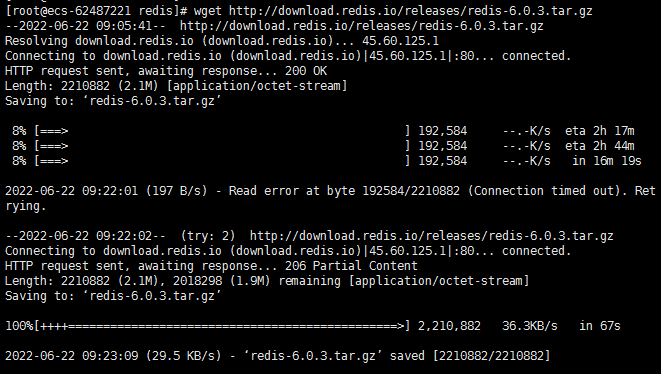 [root@ecs-62487221 redis]# wget http://download.redis.io/releases/redis-6.0.3.tar.gz
--2022-06-22 09:05:41--  http://download.redis.io/releases/redis-6.0.3.tar.gz
Resolving download.redis.io (download.redis.io)... 45.60.125.1
Connecting to download.redis.io (download.redis.io)|45.60.125.1|:80... connected.
HTTP request sent, awaiting response... 200 OK
Length: 2210882 (2.1M) [application/octet-stream]
Saving to: ‘redis-6.0.3.tar.gz’
 8% [===>                                             ] 192,584     --.-K/s  eta 2h 17m
 8% [===>                                             ] 192,584     --.-K/s  eta 2h 44m
 8% [===>                                             ] 192,584     --.-K/s   in 16m 19s
2022-06-22 09:22:01 (197 B/s) - Read error at byte 192584/2210882 (Connection timed out). Ret
rying.
--2022-06-22 09:22:02--  (try: 2)  http://download.redis.io/releases/redis-6.0.3.tar.gz
Connecting to download.redis.io (download.redis.io)|45.60.125.1|:80... connected.
HTTP request sent, awaiting response... 206 Partial Content
Length: 2210882 (2.1M), 2018298 (1.9M) remaining [application/octet-stream]
Saving to: ‘redis-6.0.3.tar.gz’
100%[++++============================================>] 2,210,882   36.3KB/s   in 67s
2022-06-22 09:23:09 (29.5 KB/s) - ‘redis-6.0.3.tar.gz’ saved [2210882/2210882]